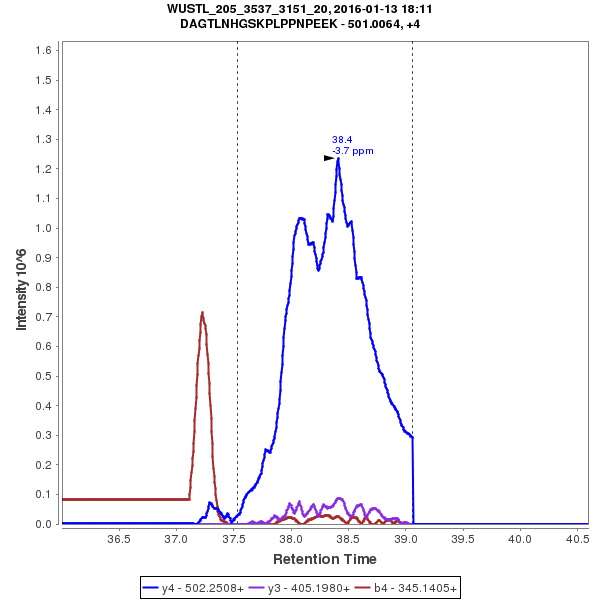 WUSTL_205_3537_3151_20, 2016-01-13 18:11
DAGTLNHGSKPLPPNPEEK - 501.0064, +4
1.6
1.5
1.4
1.3
1.2
1.1
1.0
0.9
0.8
0.7
0.6
0.5
0.4
0.3
0.2
0.1
0.0
Intensity 10^6
38.4
-3.7 ppm
36.5 37.0 37.5 38.0 38.5 39.0 39.5 40.0 40.5
Retention Time
y4 - 502.2508+ y3 - 405.1980+ b4 - 345.1405+